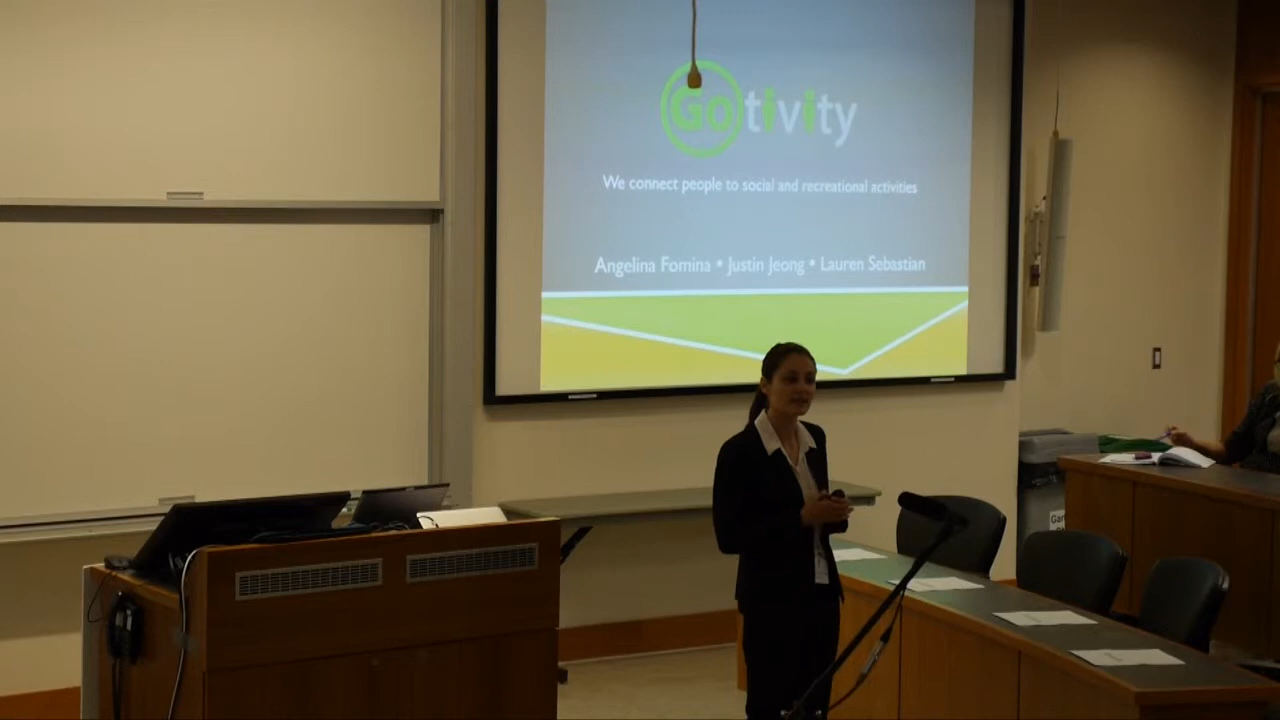 Gotivity
We connect people to social and recreational activities
Angelina Fomina • Justin Jeong • Lauren Sebastian